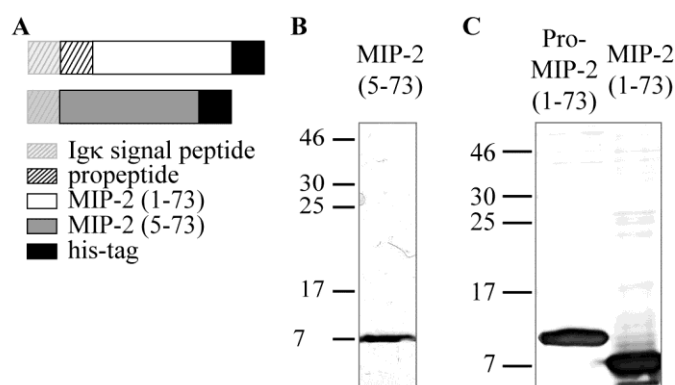 A
Igκ signal peptide
propeptide
MIP-2 (1-73)
MIP-2 (5-73)
his-tag
B
MIP-2
(5-73)
46
30
25
17
7
C
Pro-
MIP-2
(1-73)
MIP-2
(1-73)
46
30
25
17
7